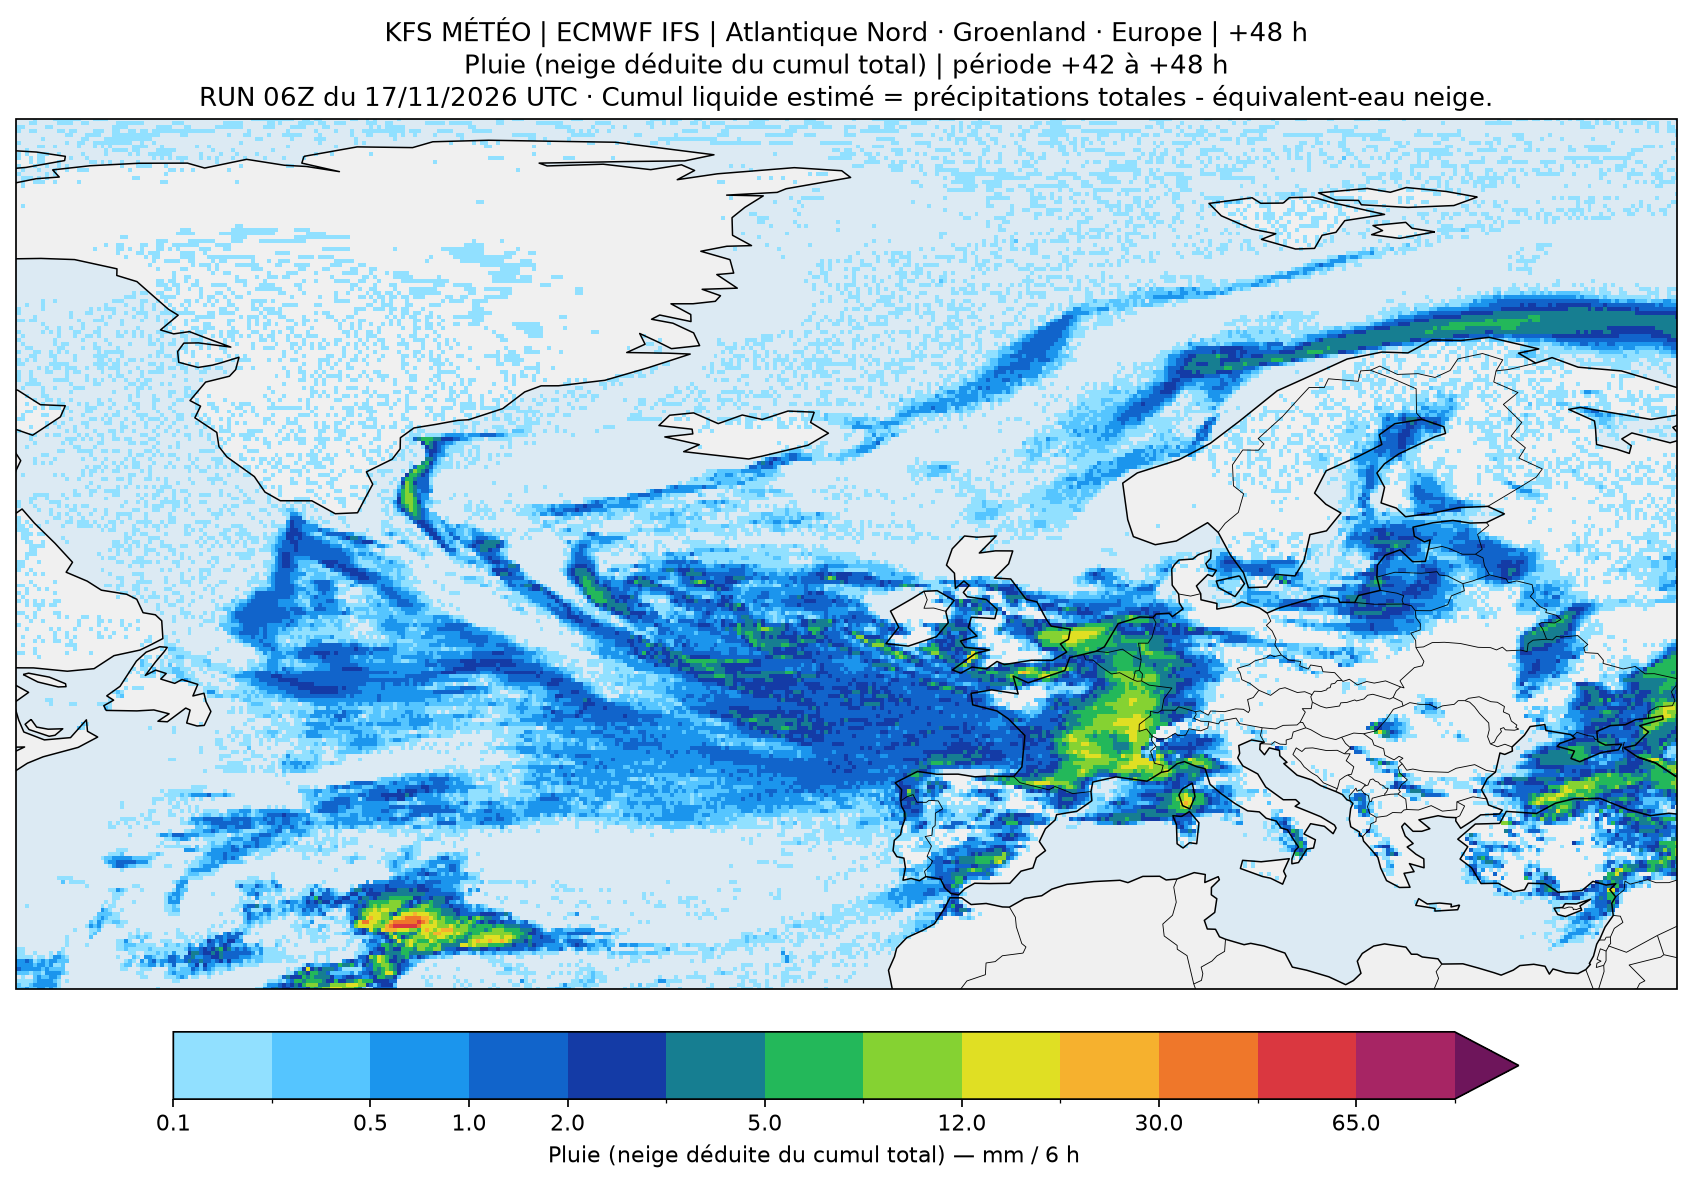 KFS MÉTÉO | ECMWF IFS | Atlantique Nord · Groenland · Europe | +48 h
Pluie (neige déduite du cumul total) | période +42 à +48 h
RUN 06Z du 17/11/2026 UTC · Cumul liquide estimé = précipitations totales - équivalent-eau neige.
0.1 0.5 1.0 2.0 5.0 12.0 30.0 65.0
Pluie (neige déduite du cumul total) — mm / 6 h